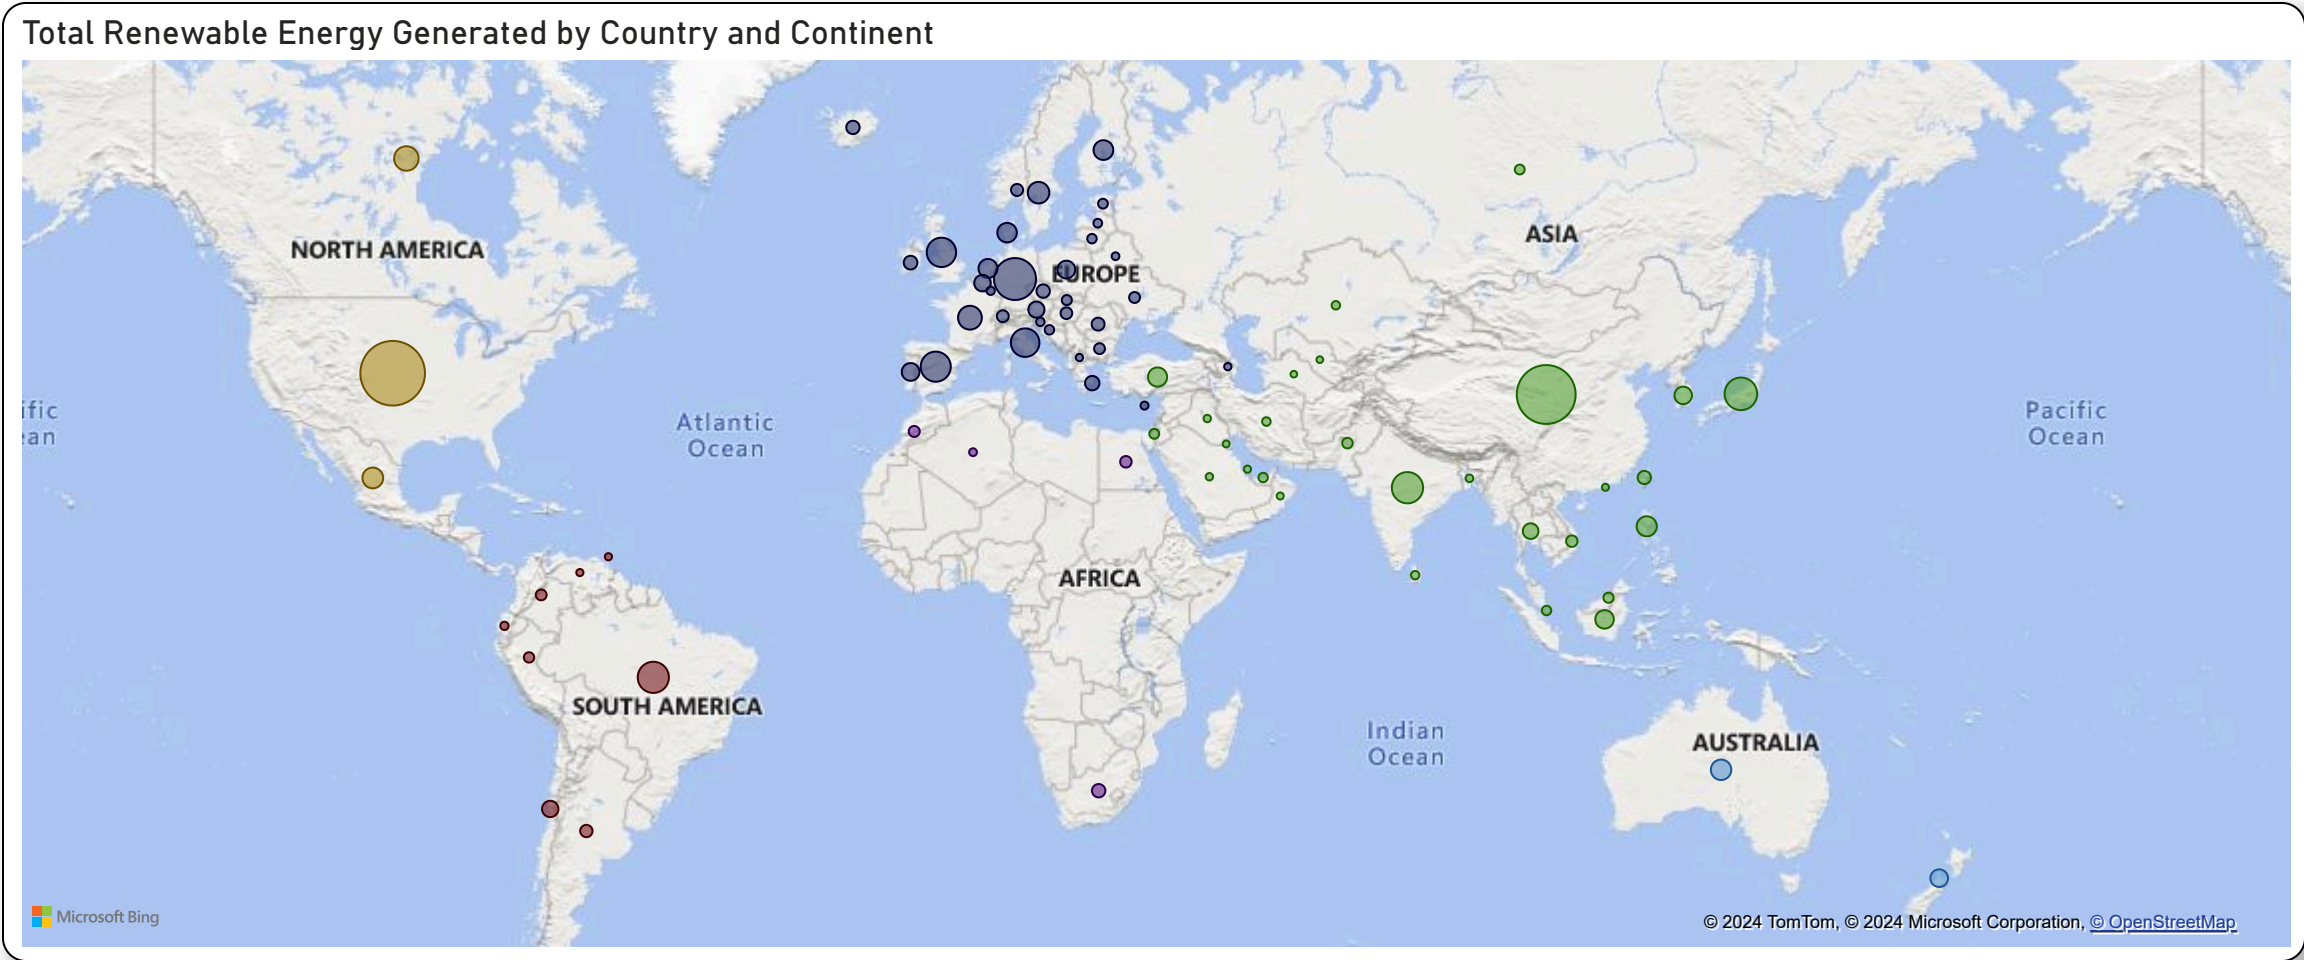 Total Renewable Energy Generated by Country and Continent
NORTH AMERICA
ASIA
EUROPE
ific
ean
Atlantic
Ocean
Pacific
Ocean
AFRICA
SOUTH AMERICA
Indian
Ocean
AUSTRALIA
Microsoft Bing
© 2024 TomTom, © 2024 Microsoft Corporation, © OpenStreetMap